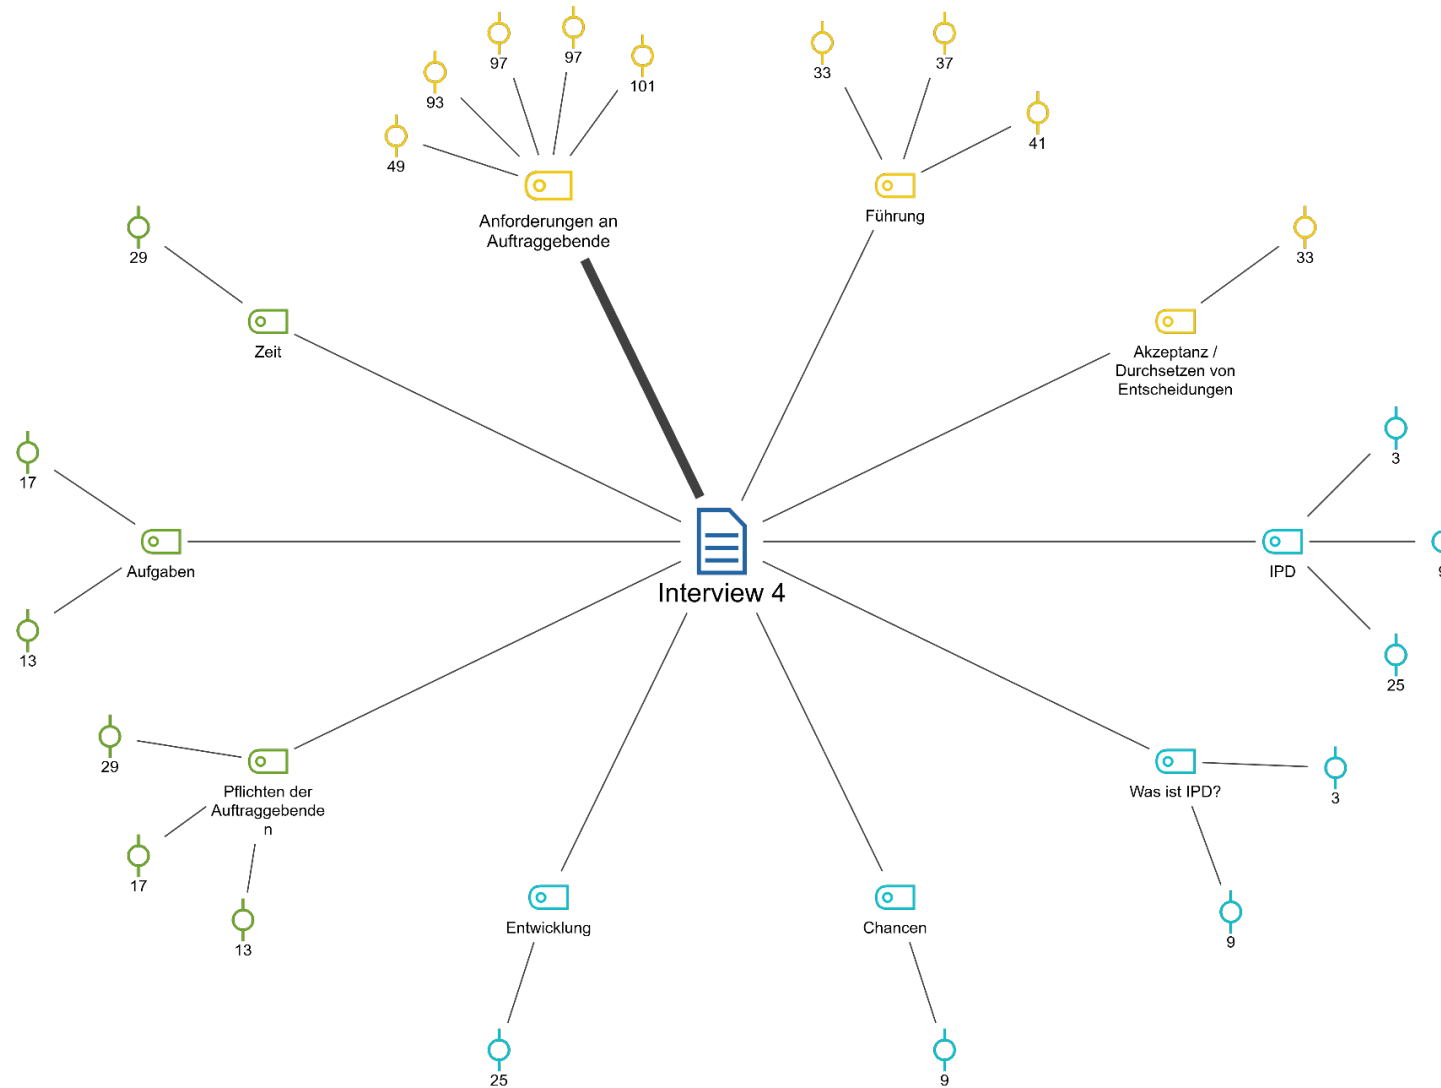 97
97
33
37
93
101
49
41
Anforderungen an
Auftraggebende
Führung
29
33
Zeit
Akzeptanz /
Durchsetzen von
Entscheidungen
3
17
Aufgaben
IPD
Interview 4
13
25
29
Pflichten der
Auftraggebende
n
Was ist IPD?
3
17
Entwicklung
Chancen
9
13
25
9